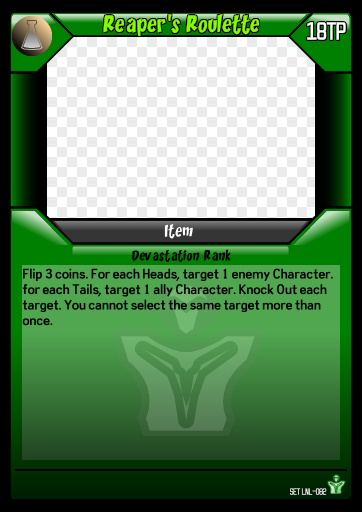 Reaper's Roulette
18TP
Item
Devastation Rank
Flip 3 coins. For each Heads, target 1 enemy Character.
for each Tails, target 1 ally Character. Knock Out each
target. You cannot select the same target more than
once.
SET LNL-082